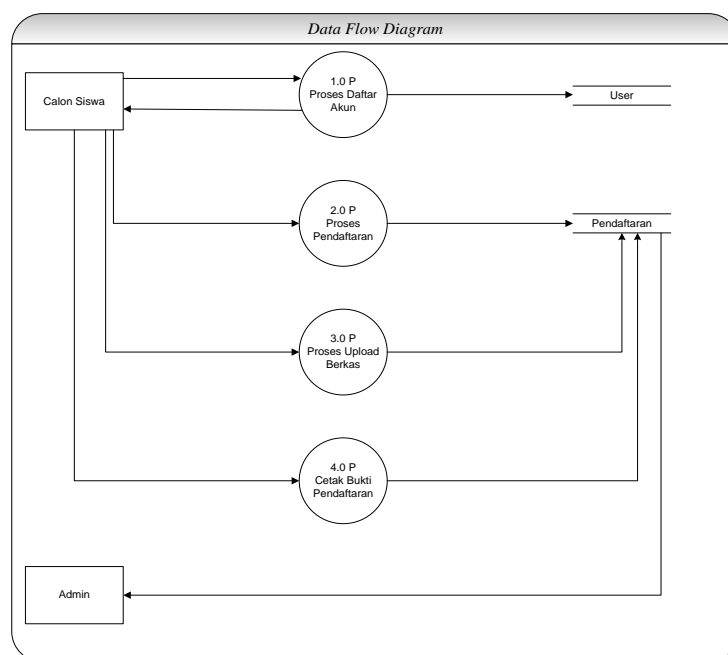 Data Flow Diagram
Calon Siswa
1.0 P
Proses Daftar
Akun
User
2.0 P
Proses
Pendaftaran
Pendaftaran
3.0 P
Proses Upload
Berkas
4.0 P
Cetak Bukti
Pendaftaran
Admin